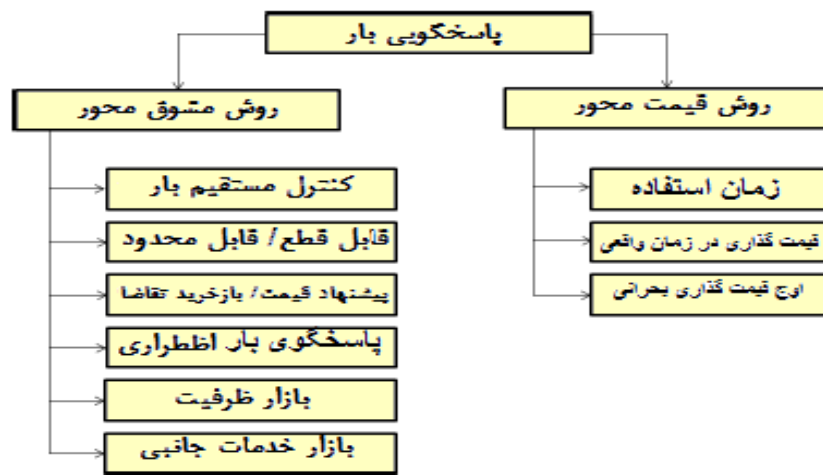 پاسخگویی بار
روش قیمت محور
روش مشوق محور
زمان استفاده
قیمت گذاری در زمان واقعی
اوج قیمت گذاری بحرانی
کنترل مستقیم بار
قابل قطع/ قابل محدود
پیشنهاد قیمت/ بازخرید تقاضا
پاسخگوی بار اظطراری
بازار ظرفیت
بازار خدمات جانبی